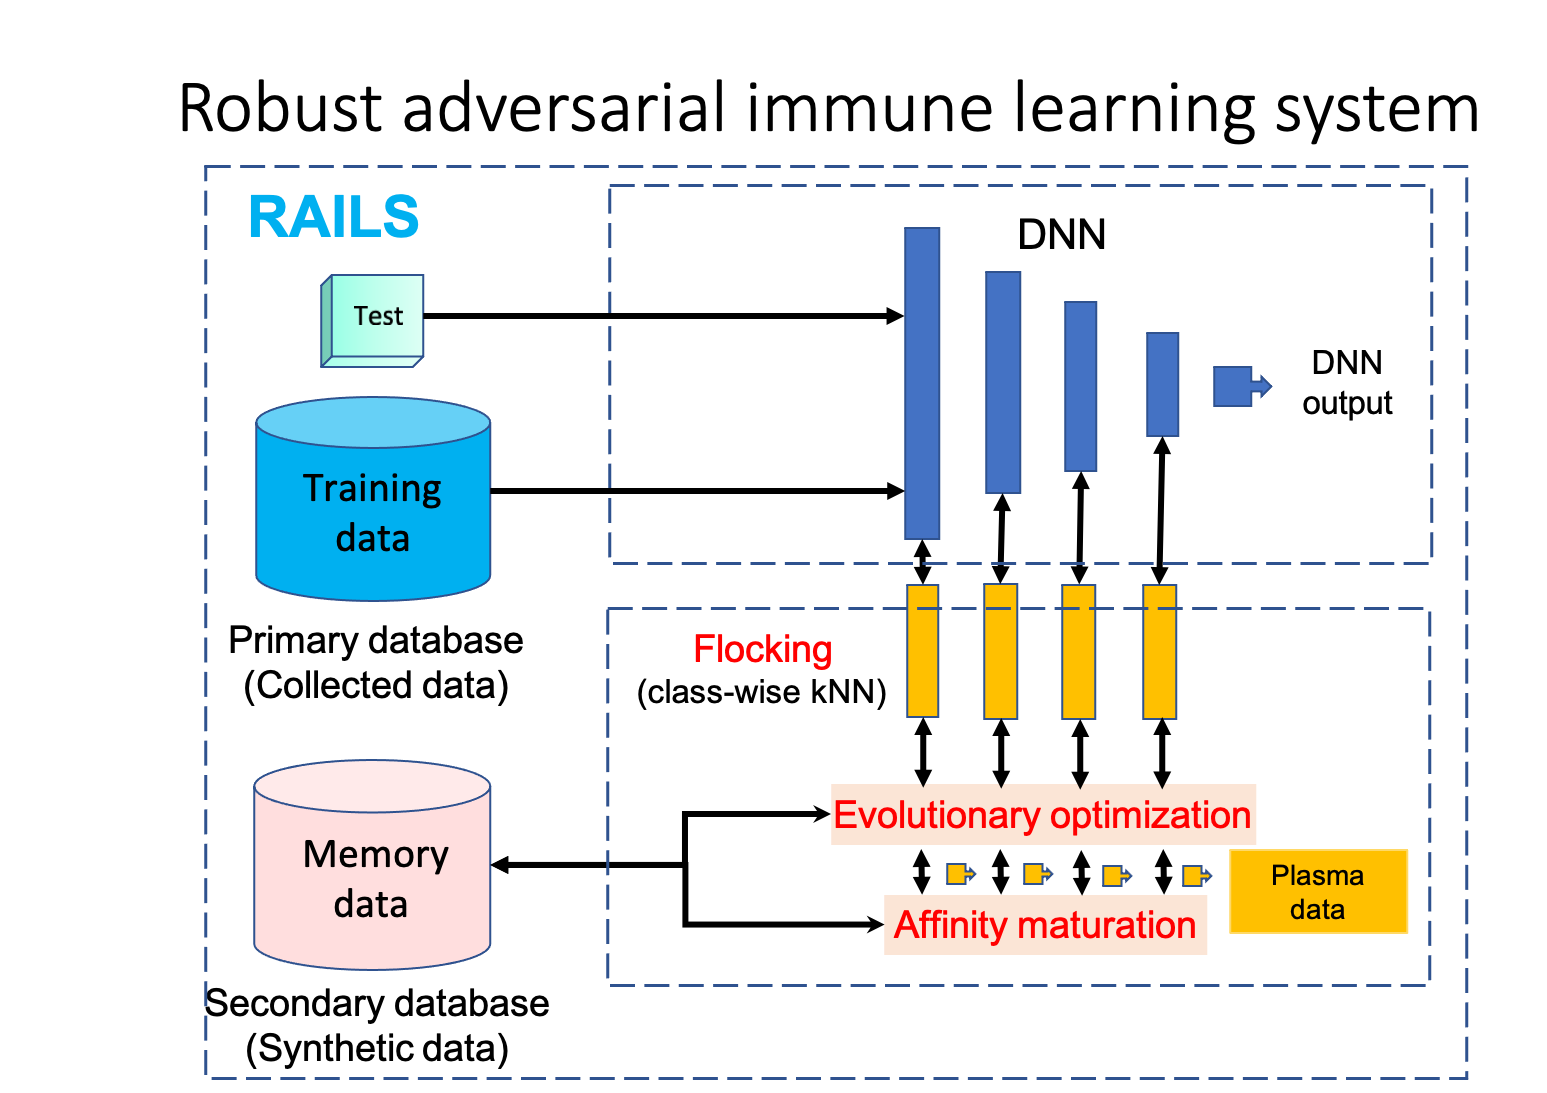 Robust adversarial immune learning system
RAILS
DNN
Test
DNN
output
Training
data
Primary database
(Collected data)
Flocking
(class-wise kNN)
Evolutionary optimization
Memory
data
Plasma
data
Affinity maturation
Secondary database
(Synthetic data)